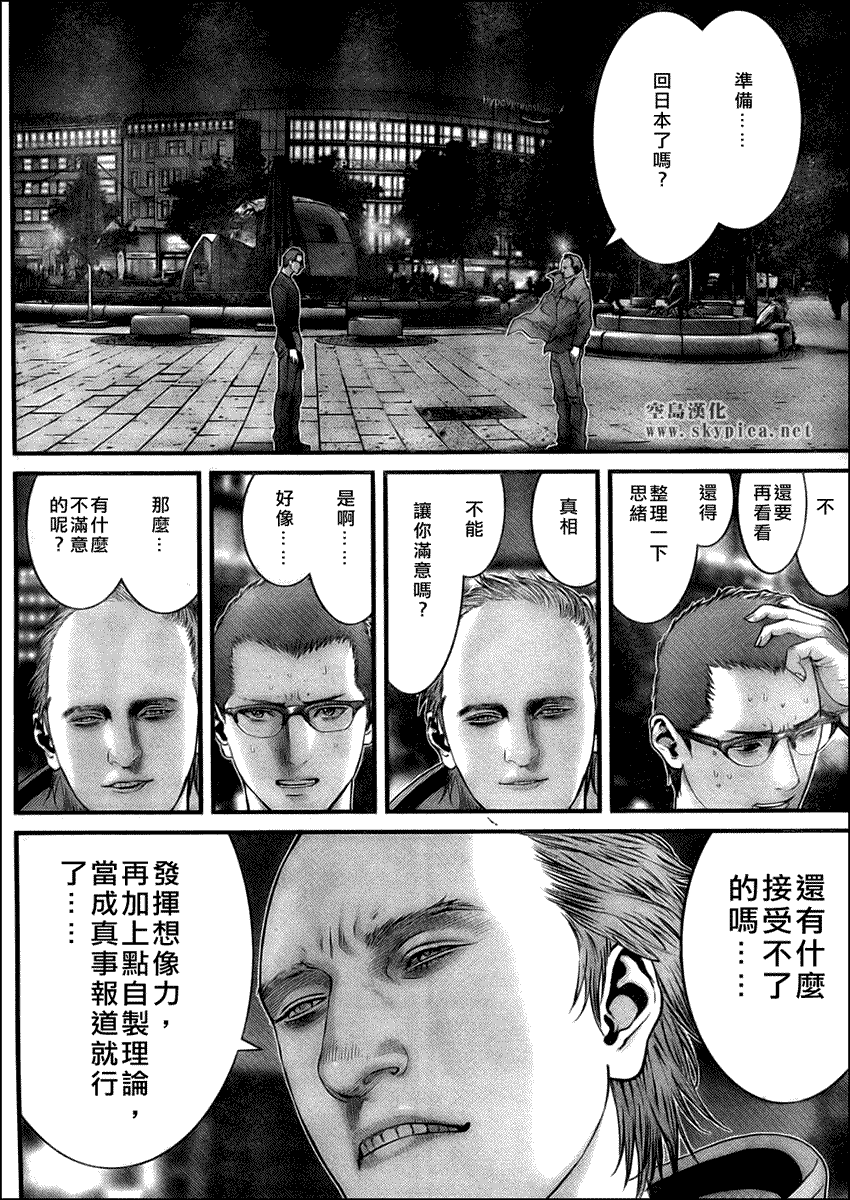 準備……
回日本了嗎？
Hypovereinsbank
空島漢化
www.skypica.net
不
還要
再看看
還得
整理一下
思緒
真相
不能
讓你滿意嗎？
是啊……
好像……
那麼…
有什麼
不滿意
的呢？
還有什麼
接受不了
的嗎……
發揮想像力，
再加上點自製理論，
當成真事報道就行
了……